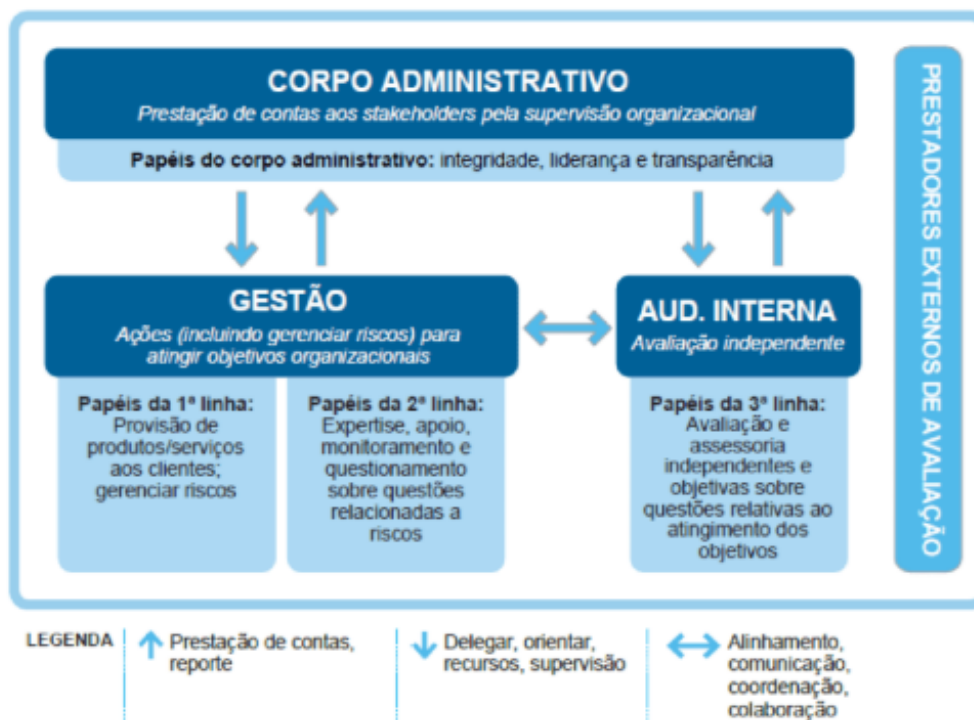 CORPO ADMINISTRATIVO
Prestação de contas aos stakeholders pela supervisão organizacional
Papéis do corpo administrativo: integridade, liderança e transparência
GESTÃO
Ações (incluindo gerenciar riscos) para
atingir objetivos organizacionais
Papéis da 1ª linha:
Provisão de
produtos/serviços
aos clientes;
gerenciar riscos
Papéis da 2ª linha:
Expertise, apoio,
monitoramento e
questionamento
sobre questões
relacionadas a
riscos
AUD. INTERNA
Avaliação independente
Papéis da 3ª linha:
Avaliação e
assessoria
independentes e
objetivas sobre
questões relativas ao
atingimento dos
objetivos
PRESTADORES EXTERNOS DE AVALIAÇÃO
LEGENDA
Prestação de contas,
reporte
Delegar, orientar,
recursos, supervisão
Alinhamento,
comunicação,
coordenação,
colaboração